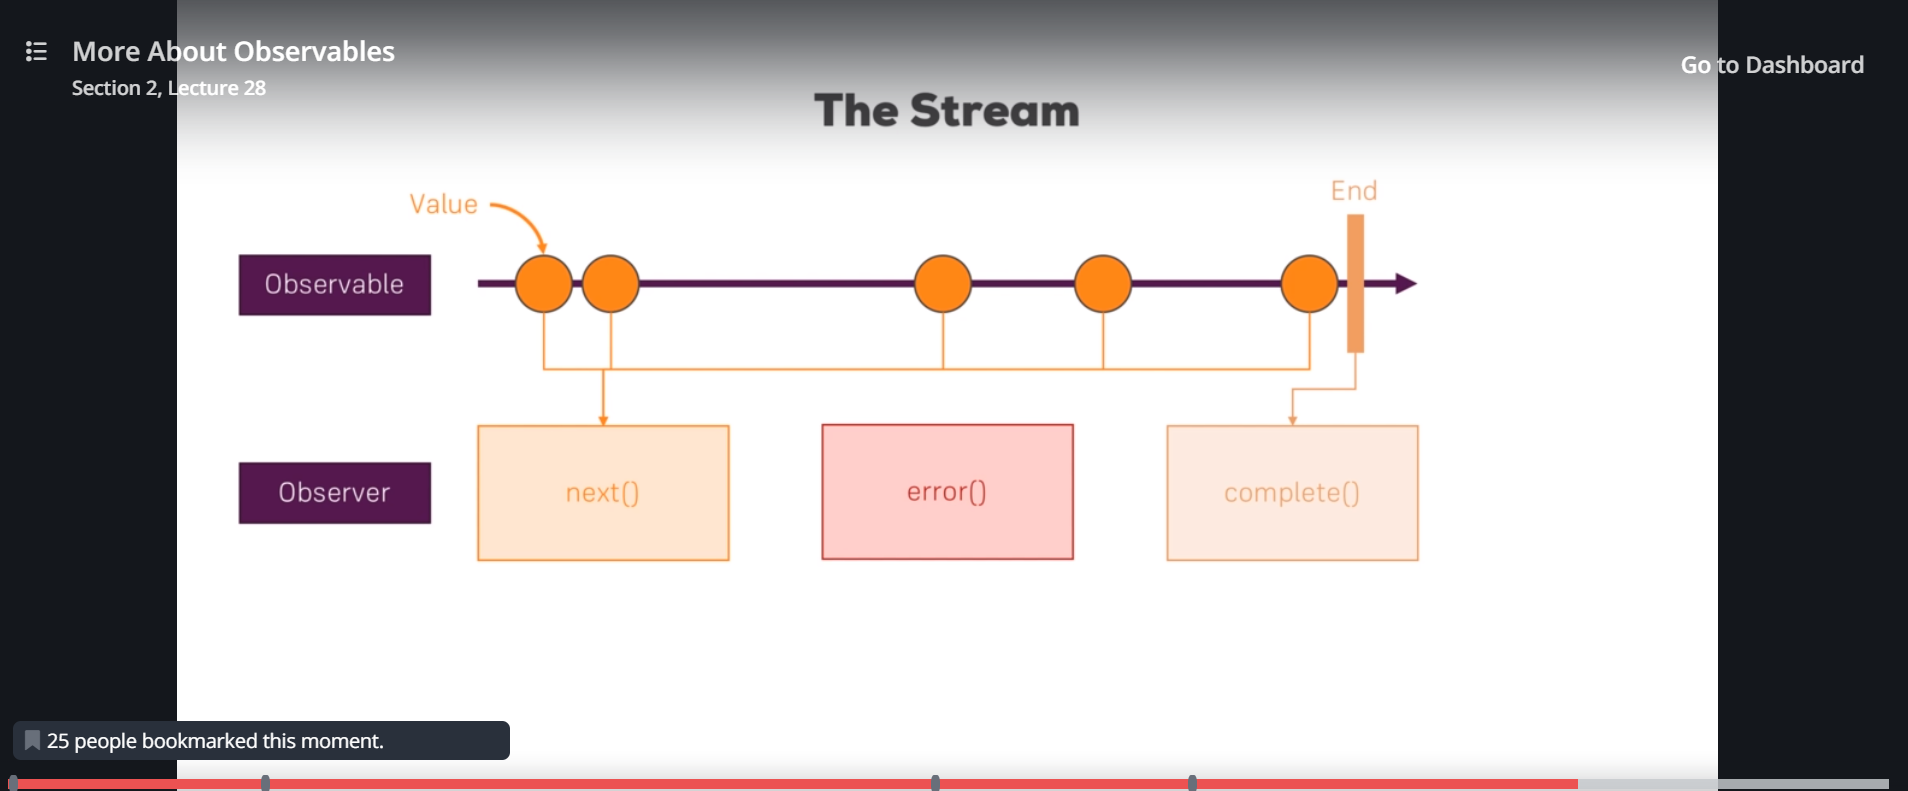 More About Observables
Section 2, Lecture 28
Go to Dashboard
The Stream
Value
End
Observable
Observer
next()
error()
complete()
25 people bookmarked this moment.